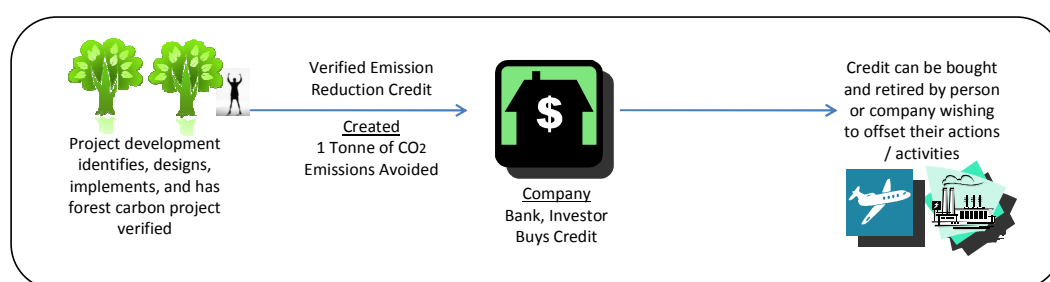 Project development
identifies, designs,
implements, and has
forest carbon project
verified
Verified Emission
Reduction Credit
Created
1 Tonne of CO2
Emissions Avoided
$
Company
Bank, Investor
Buys Credit
Credit can be bought
and retired by person
or company wishing
to offset their actions
/ activities